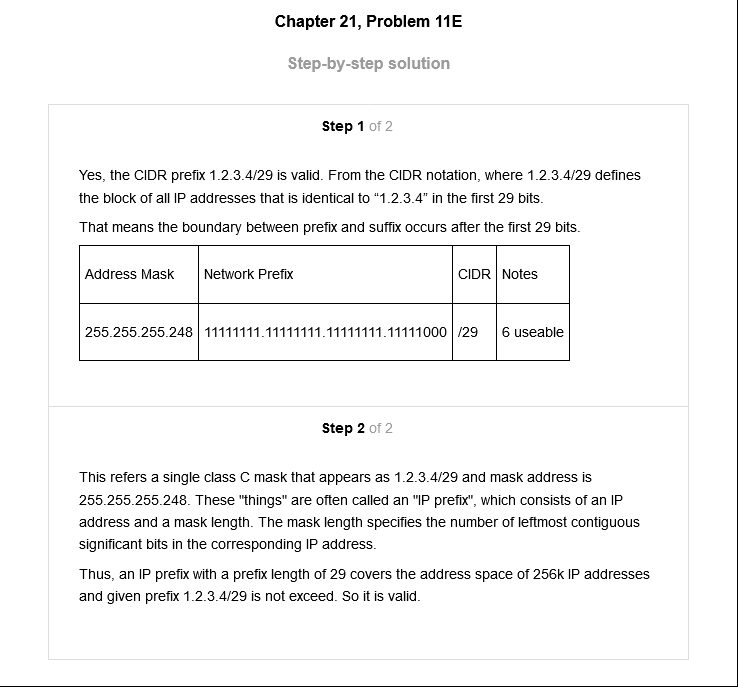 Chapter 21, Problem 11E
Step-by-step solution
Step 1 of 2
Yes, the CIDR prefix 1.2.3.4/29 is valid. From the CIDR notation, where 1.2.3.4/29 defines
the block of all IP addresses that is identical to “1.2.3.4” in the first 29 bits.
That means the boundary between prefix and suffix occurs after the first 29 bits.
Address Mask Network Prefix CIDR Notes
255.255.255.248 11111111.11111111.11111111.11111000 /29 6 useable
Step 2 of 2
This refers a single class C mask that appears as 1.2.3.4/29 and mask address is
255.255.255.248. These "things" are often called an "IP prefix", which consists of an IP
address and a mask length. The mask length specifies the number of leftmost contiguous
significant bits in the corresponding IP address.
Thus, an IP prefix with a prefix length of 29 covers the address space of 256k IP addresses
and given prefix 1.2.3.4/29 is not exceed. So it is valid.